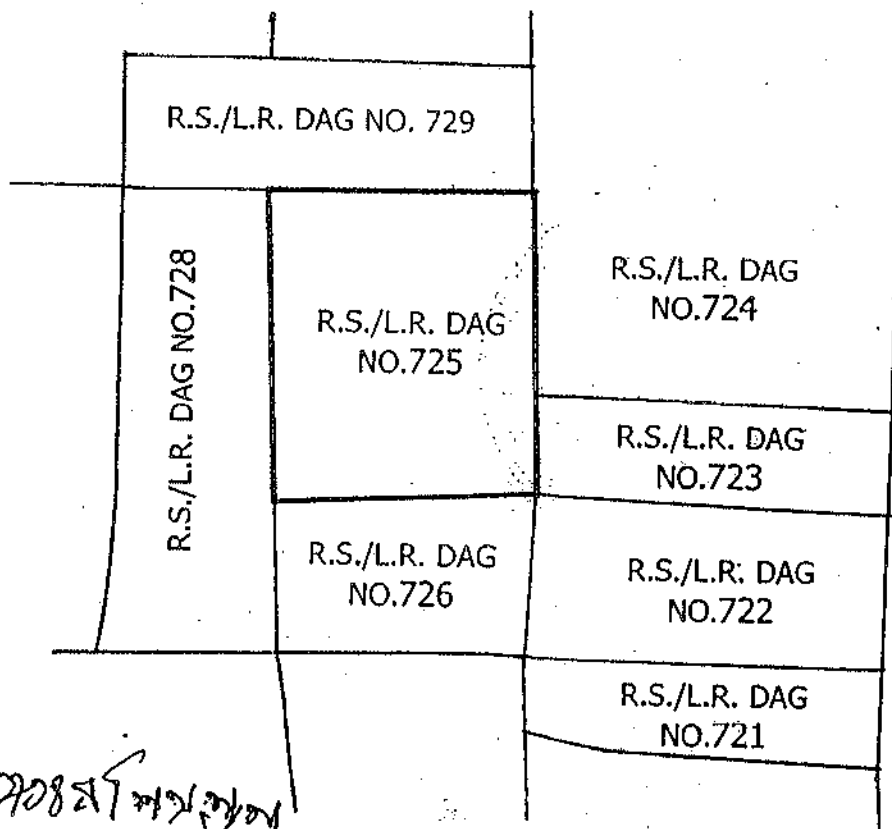 R.S./L.R. DAG NO. 729
R.S./L.R. DAG NO.728
R.S./L.R. DAG
NO.725
R.S./L.R. DAG
NO.724
R.S./L.R. DAG
NO.723
R.S./L.R. DAG
NO.726
R.S./L.R. DAG
NO.722
R.S./L.R. DAG
NO.721